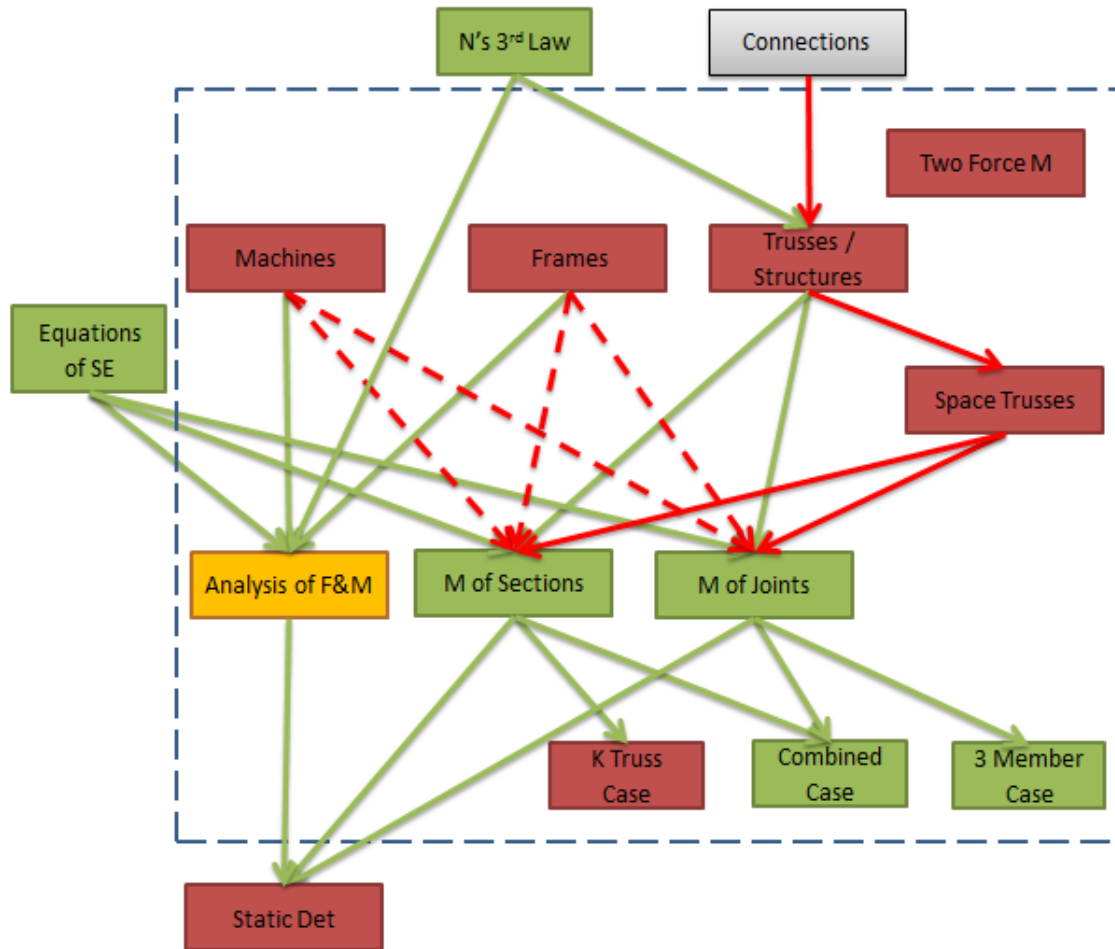 N's 3rd Law
Connections
Two Force M
Machines
Frames
Trusses /
Structures
Equations
of SE
Space Trusses
Analysis of F&M
M of Sections
M of Joints
K Truss
Case
Combined
Case
3 Member
Case
Static Det